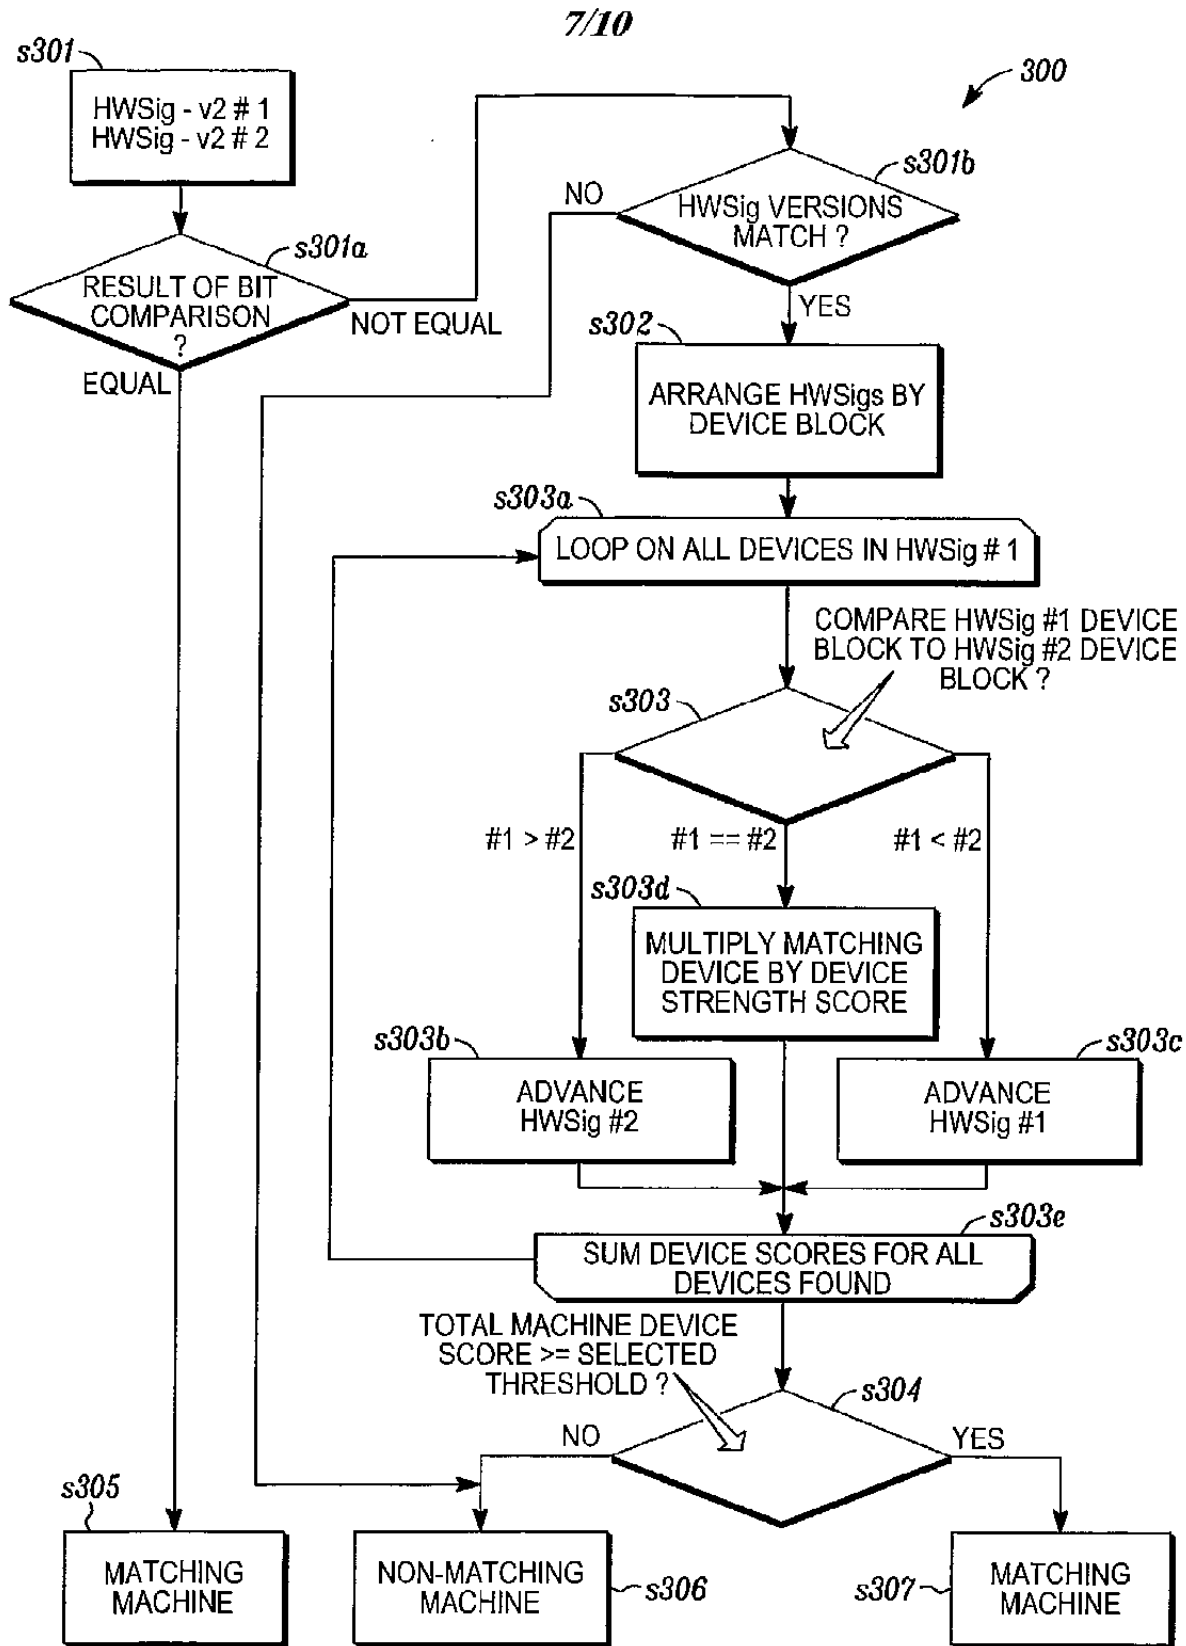 7/10
s301
HWSig - v2 # 1
HWSig - v2 # 2
300
s301b
NO
HWSig VERSIONS
MATCH ?
s301a
RESULT OF BIT
COMPARISON
?
NOT EQUAL
EQUAL
YES
s302
ARRANGE HWSigs BY
DEVICE BLOCK
s303a
LOOP ON ALL DEVICES IN HWSig # 1
COMPARE HWSig #1 DEVICE
BLOCK TO HWSig #2 DEVICE
BLOCK ?
s303
#1 > #2
#1 == #2
#1 < #2
s303d
MULTIPLY MATCHING
DEVICE BY DEVICE
STRENGTH SCORE
s303b
ADVANCE
HWSig #2
s303c
ADVANCE
HWSig #1
s303e
SUM DEVICE SCORES FOR ALL
DEVICES FOUND
TOTAL MACHINE DEVICE
SCORE >= SELECTED
THRESHOLD ?
s304
NO
YES
s305
MATCHING
MACHINE
NON-MATCHING
MACHINE
s306
s307
MATCHING
MACHINE